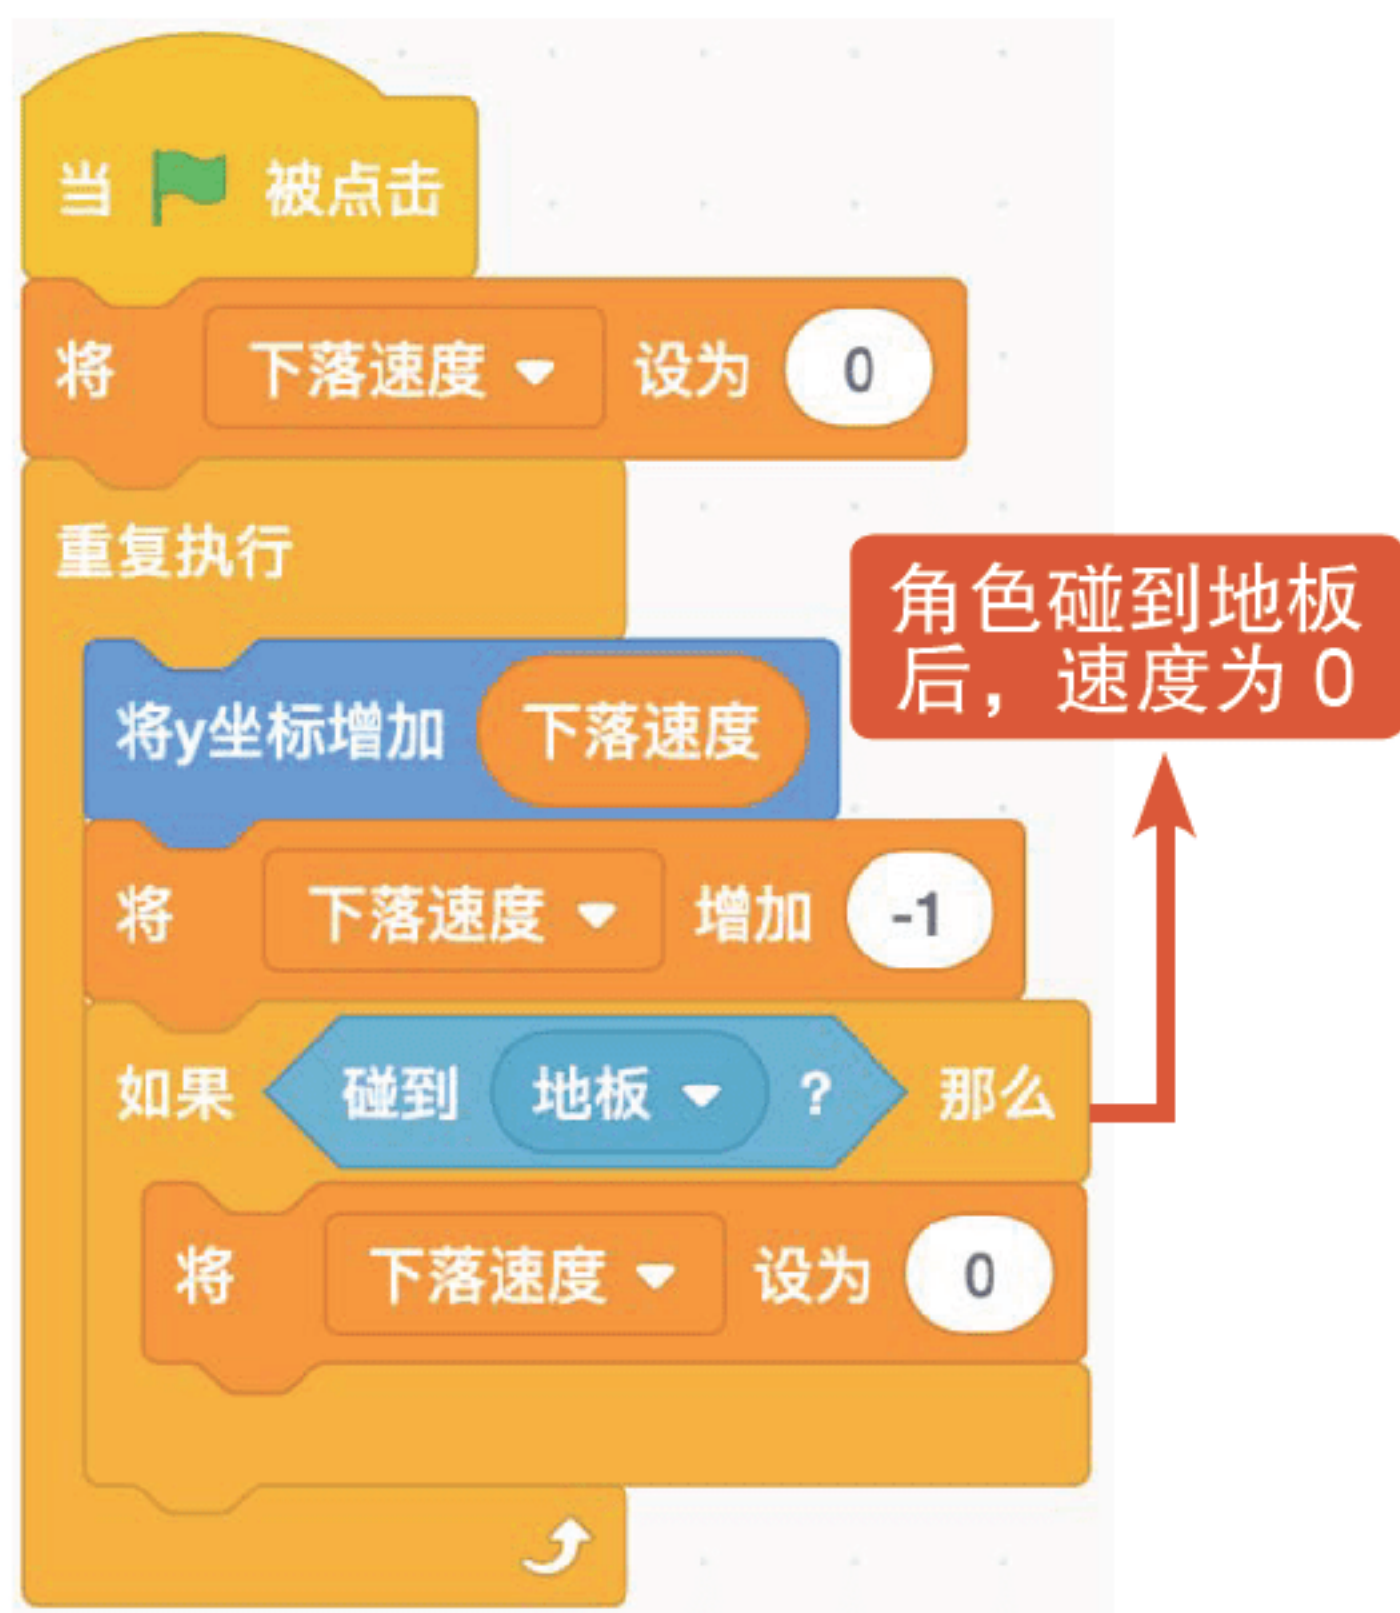 当 被点击
将 下落速度 设为 0
重复执行
角色碰到地板
后，速度为 0
将y坐标增加 下落速度
将 下落速度 增加 -1
如果 碰到 地板 ? 那么
将 下落速度 设为 0